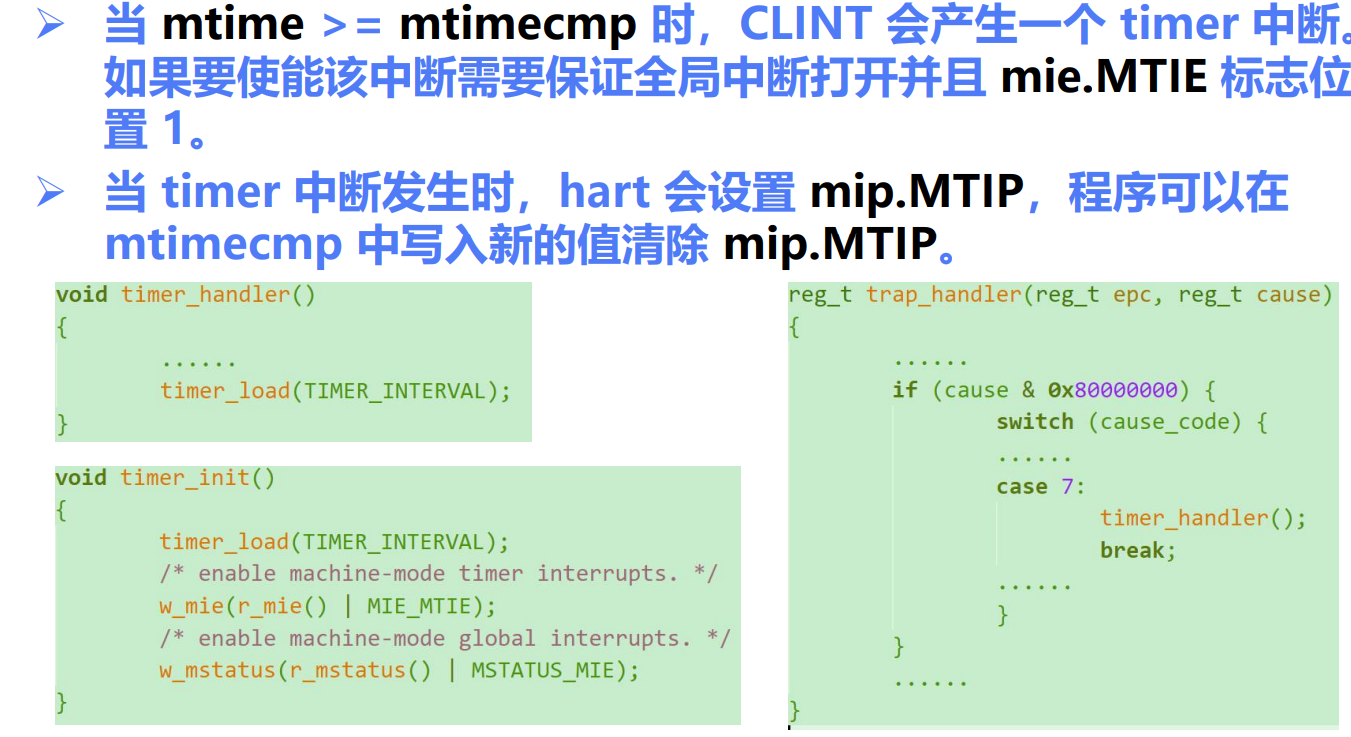 当 mtime >= mtimecmp 时，CLINT 会产生一个 timer 中断。
如果要使能该中断需要保证全局中断打开并且 mie.MTIE 标志位
置 1。
当 timer 中断发生时，hart 会设置 mip.MTIP，程序可以在
mtimecmp 中写入新的值清除 mip.MTIP。
void timer_handler()
{
......
timer_load(TIMER_INTERVAL);
}
void timer_init()
{
timer_load(TIMER_INTERVAL);
/* enable machine-mode timer interrupts. */
w_mie(r_mie() | MIE_MTIE);
/* enable machine-mode global interrupts. */
w_mstatus(r_mstatus() | MSTATUS_MIE);
}
reg_t trap_handler(reg_t epc, reg_t cause)
{
......
if (cause & 0x80000000) {
switch (cause_code) {
......
case 7:
timer_handler();
break;
......
}
}
......
}